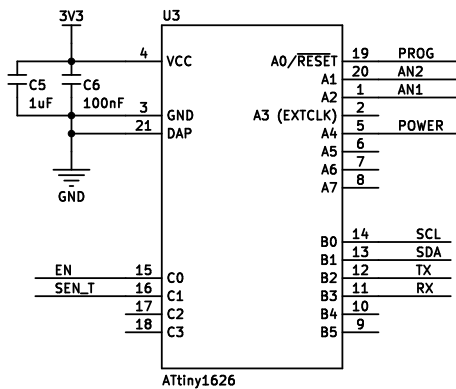 3V3 U3
4 VCC A0/RESET 19 PROG
A1 20 AN2
C5 C6 A2 1 AN1
1uF 100nF 3 GND A3 (EXTCLK) 2
21 DAP A4 5 POWER
A5 6
A6 7
GND A7 8
B0 14 SCL
B1 13 SDA
EN 15 C0 B2 12 TX
SEN_T 16 C1 B3 11 RX
17 C2 B4 10
18 C3 B5 9
ATtiny1626